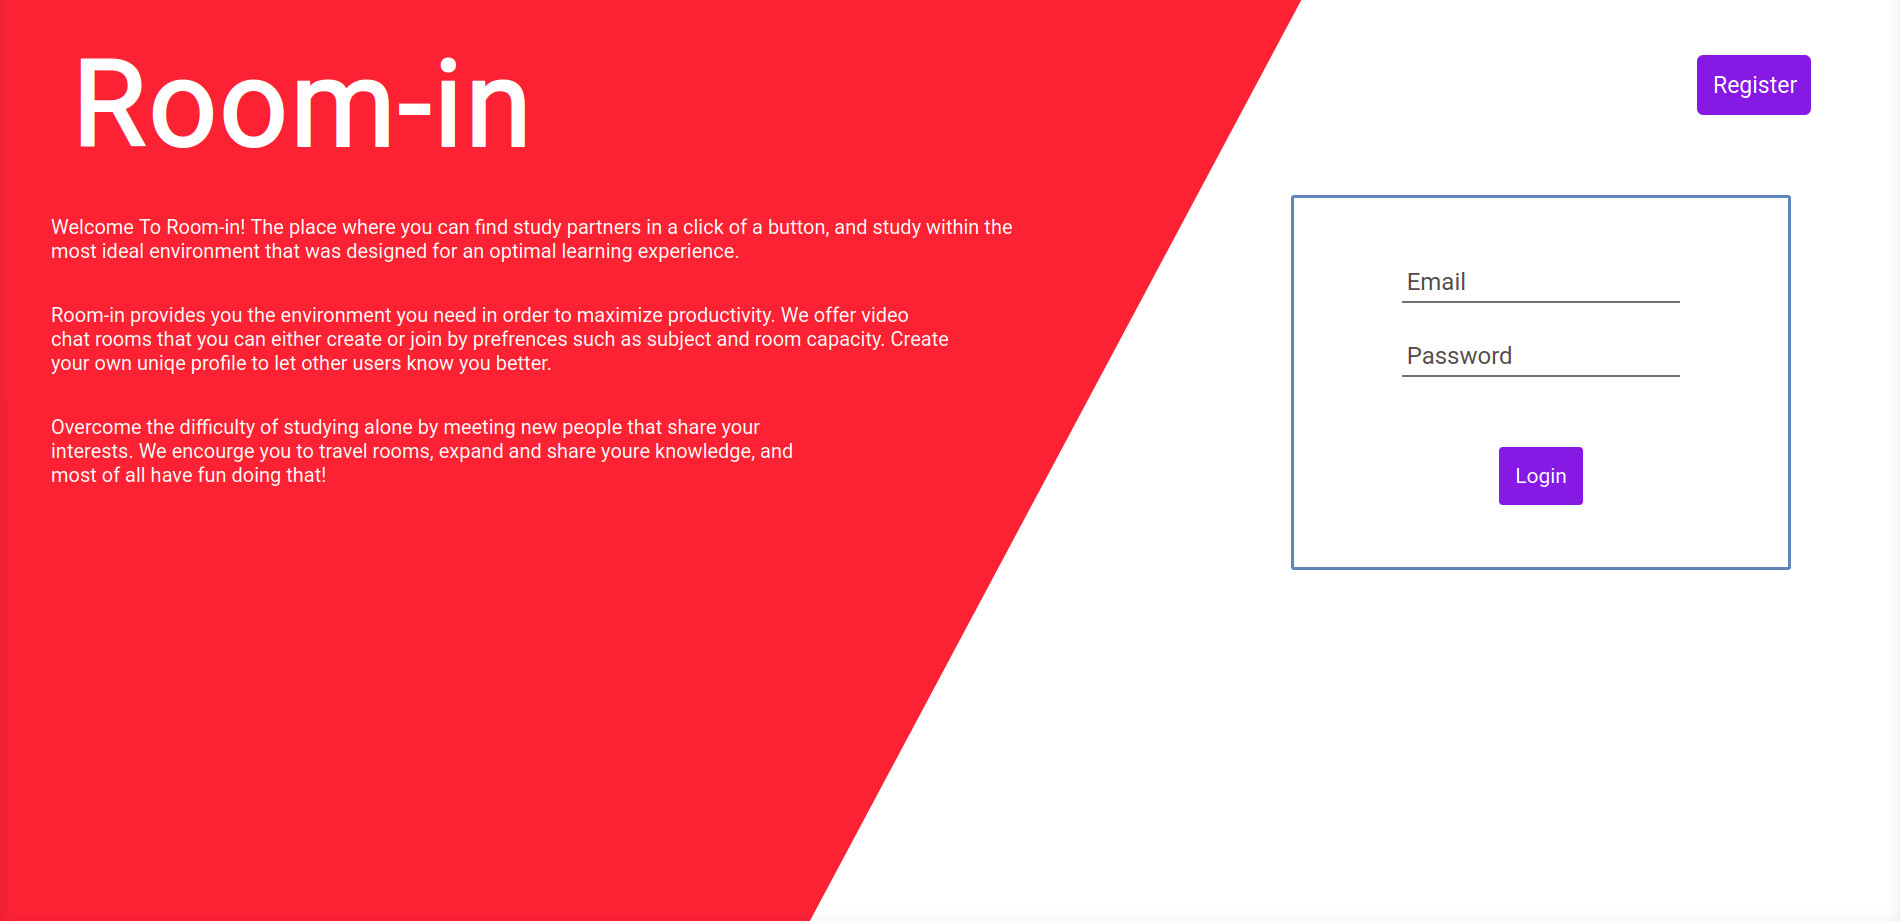 Room-in
Register
Welcome To Room-in! The place where you can find study partners in a click of a button, and study within the
most ideal environment that was designed for an optimal learning experience.
Room-in provides you the environment you need in order to maximize productivity. We offer video
chat rooms that you can either create or join by prefrences such as subject and room capacity. Create
your own uniqe profile to let other users know you better.
Overcome the difficulty of studying alone by meeting new people that share your
interests. We encourge you to travel rooms, expand and share youre knowledge, and
most of all have fun doing that!
Email
Password
Login